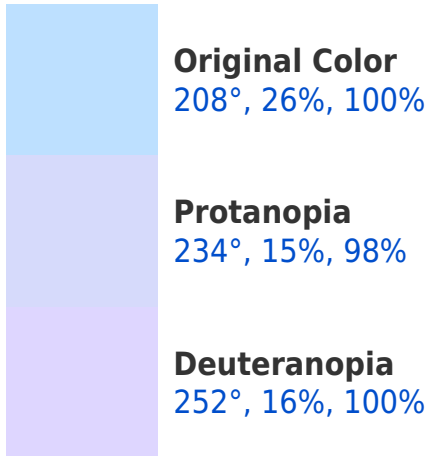 Original Color
208°, 26%, 100%
Protanopia
234°, 15%, 98%
Deuteranopia
252°, 16%, 100%